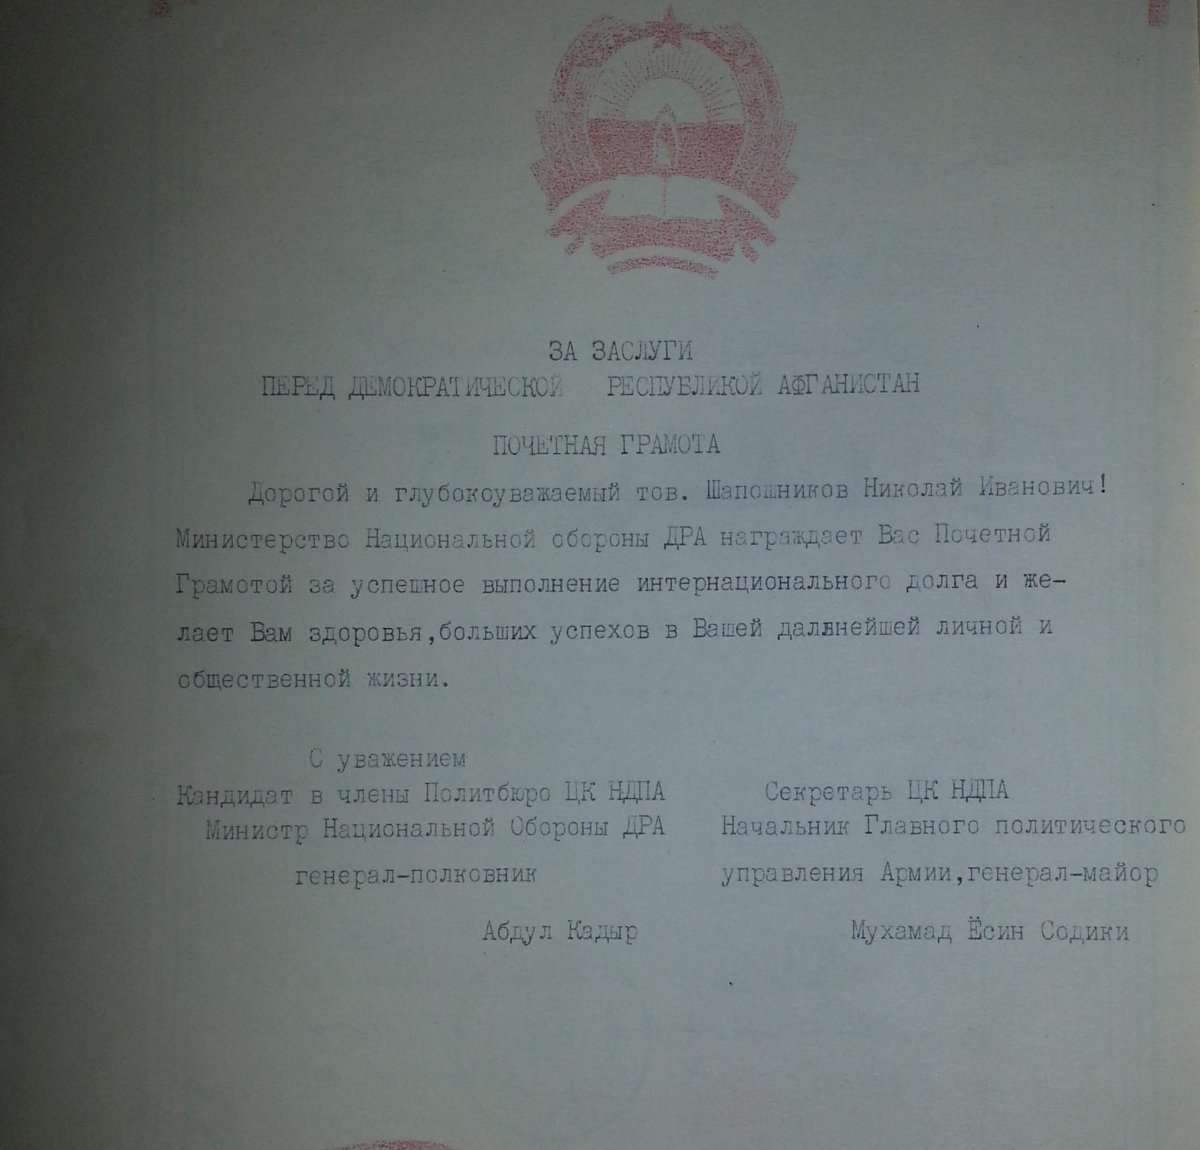 ЗА ЗАСЛУГИ
ПЕРЕД ДЕМОКРАТИЧЕСКОЙ РЕСПУБЛИКОЙ АФГАНИСТАН
ПОЧЕТНАЯ ГРАМОТА
Дорогой и глубокоуважаемый тов. Шапошников Николай Иванович!
Министерство Национальной обороны ДРА награждает Вас Почетной
Грамотой за успешное выполнение интернационального долга и же-
лает Вам здоровья,больших успехов в Вашей дальнейшей личной и
общественной жизни.
С уважением
Кандидат в члены Политбюро ЦК НДПА
Министр Национальной Обороны ДРА
генерал-полковник
Абдул Кадыр
Секретарь ЦК НДПА
Начальник Главного политического
управления Армии,генерал-майор
Мухамад Ёсин Содики